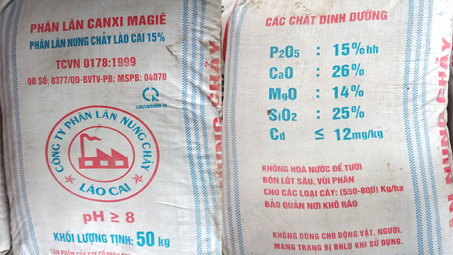 PHÂN LÂN CANXI MAGIÊ
PHÂN LÂN NUNG CHẢY LÀO CAI 15%
TCVN 0178:1999
QĐ SỐ: 0377/QĐ-BVTV-PB; MSPB: 04070
CÔNG TY PHÂN LÂN NUNG CHẢY
LÀO CAI
pH ≥ 8
KHỐI LƯỢNG TỊNH: 50 kg
CÁC CHẤT DINH DƯỠNG
P2O5 : 15%hh
CaO : 26%
MgO : 14%
SiO2 : 25%
Cd ≤ 12mg/kg
KHÔNG HOÀ NƯỚC ĐỂ TƯỚI
BÓN LÓT SÂU, VÙI PHÂN
CHO CÁC LOẠI CÂY: (550-800) Kg/ha
BẢO QUẢN NƠI KHÔ RÁO
KHÔNG DÙNG CHO ĐỘNG VẬT, NGƯỜI.
MANG TRANG BỊ BHLĐ KHI SỬ DỤNG.
NUNG CHẢY